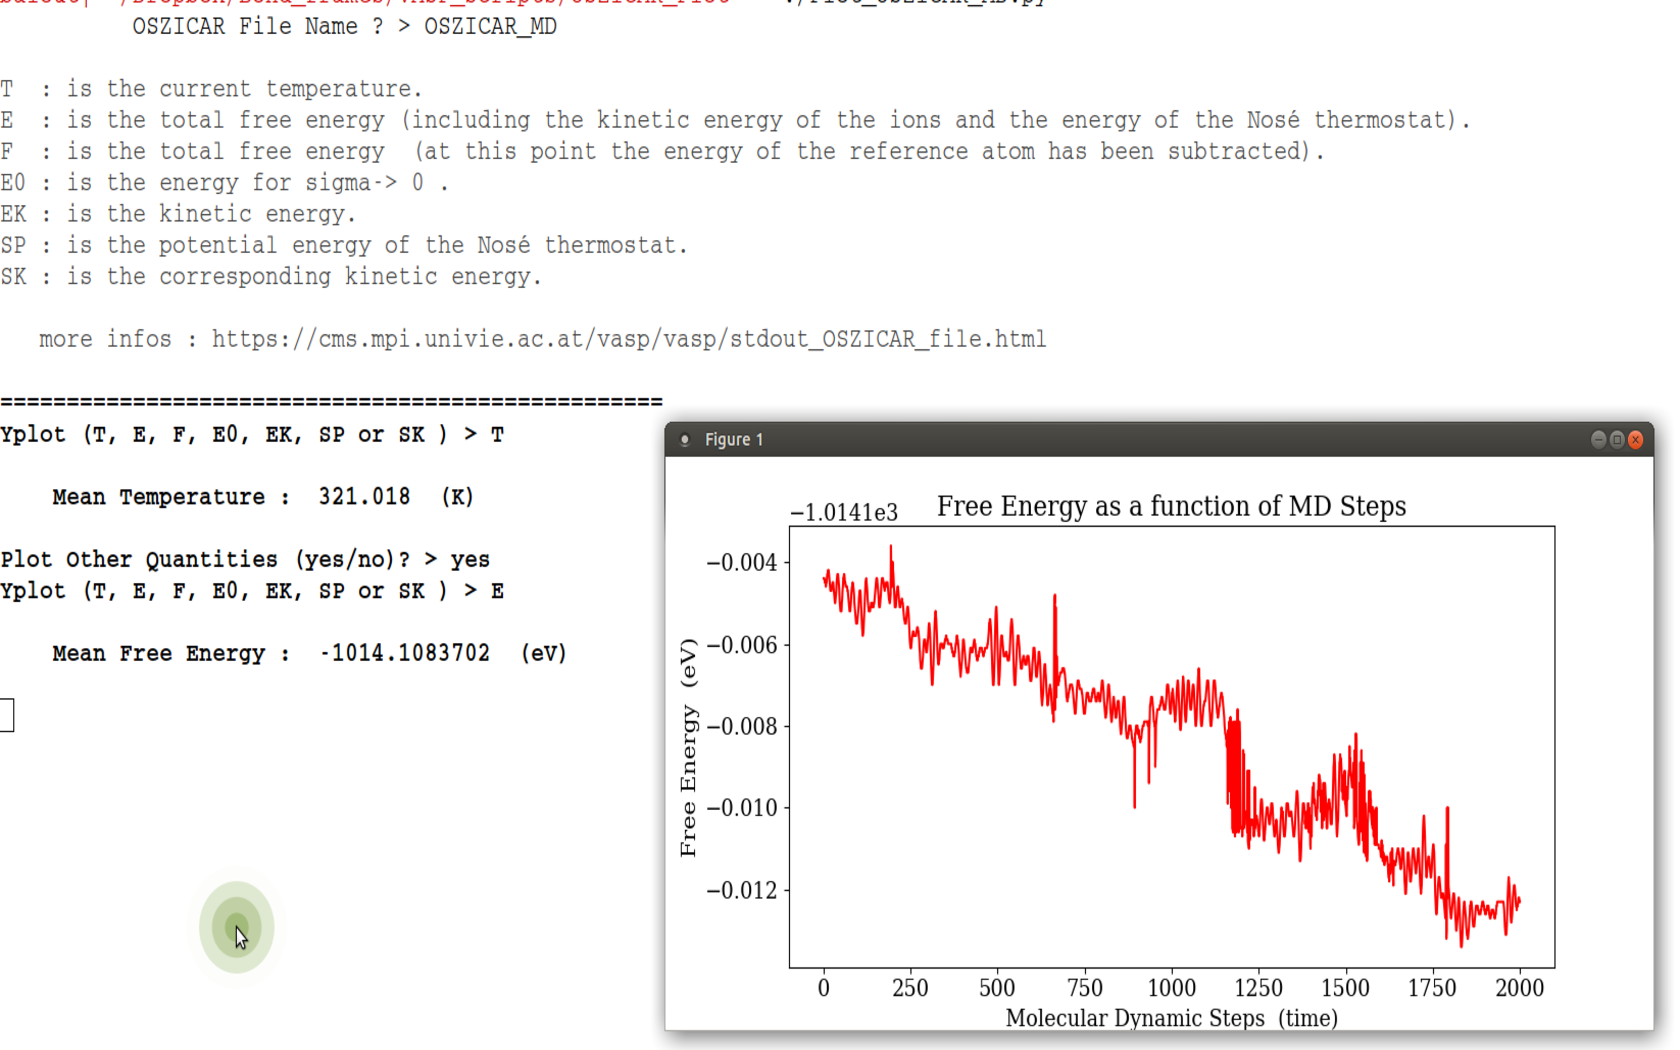 OSZICAR File Name ? > OSZICAR_MD
T  : is the current temperature.
E  : is the total free energy (including the kinetic energy of the ions and the energy of the Nosé thermostat).
F  : is the total free energy  (at this point the energy of the reference atom has been subtracted).
E0 : is the energy for sigma-> 0 .
EK : is the kinetic energy.
SP : is the potential energy of the Nosé thermostat.
SK : is the corresponding kinetic energy.
more infos : https://cms.mpi.univie.ac.at/vasp/vasp/stdout_OSZICAR_file.html
==================================================
Yplot (T, E, F, E0, EK, SP or SK ) > T
Mean Temperature :  321.018  (K)
Plot Other Quantities (yes/no)? > yes
Yplot (T, E, F, E0, EK, SP or SK ) > E
Mean Free Energy :  -1014.1083702  (eV)
Figure 1
−1.0141e3
Free Energy as a function of MD Steps
−0.004
−0.006
−0.008
−0.010
−0.012
Free Energy (eV)
0 250 500 750 1000 1250 1500 1750 2000
Molecular Dynamic Steps (time)